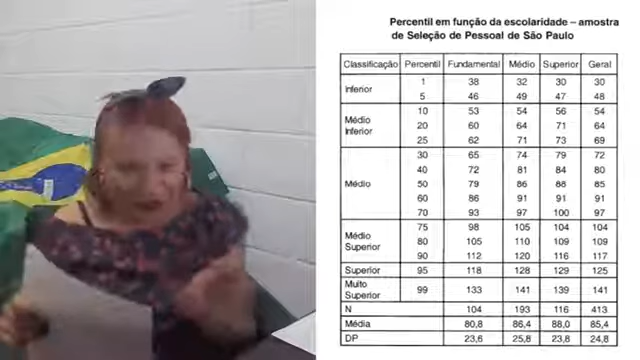 Percentil em função da escolaridade – amostra
de Seleção de Pessoal de São Paulo
Classificação Percentil Fundamental Médio Superior Geral
Inferior 1 38 32 30 30
5 46 49 47 48
Médio Inferior 10 53 54 56 54
20 60 64 71 64
25 62 71 73 69
Médio 30 65 74 79 72
40 72 81 84 80
50 79 86 88 85
60 86 91 91 91
70 93 97 100 97
Médio Superior 75 98 105 104 104
80 105 110 109 109
90 112 120 116 117
Superior 95 118 128 129 125
Muito Superior 99 133 141 139 141
N 104 193 116 413
Média 80,8 86,4 88,0 85,4
DP 23,6 25,8 23,8 24,8